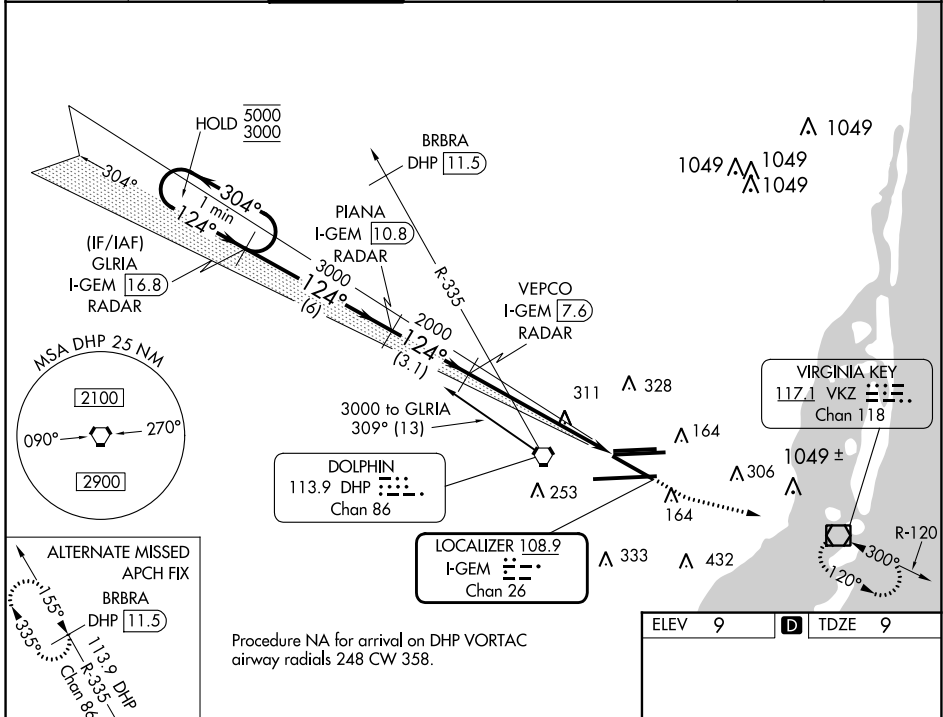 HOLD 5000
3000
1049
1049
1049
1049
BRBRA
DHP 11.5
304°
304°
1 min
124°
PIANA
I-GEM 10.8
RADAR
(IF/IAF)
GLRIA
I-GEM 16.8
RADAR
3000
124°
(6)
R-335
2000
124°
(3.1)
VEPCO
I-GEM 7.6
RADAR
MSA DHP 25 NM
2100
090°
270°
2900
3000 to GLRIA
309° (13)
311
328
164
VIRGINIA KEY
117.1 VKZ
Chan 118
1049 ±
306
DOLPHIN
113.9 DHP
Chan 86
253
164
LOCALIZER 108.9
I-GEM
Chan 26
333
432
R-120
300°
120°
ALTERNATE MISSED
APCH FIX
BRBRA
DHP 11.5
155°
335°
113.9 DHP
R-335
Chan 86
Procedure NA for arrival on DHP VORTAC
airway radials 248 CW 358.
ELEV 9 D TDZE 9